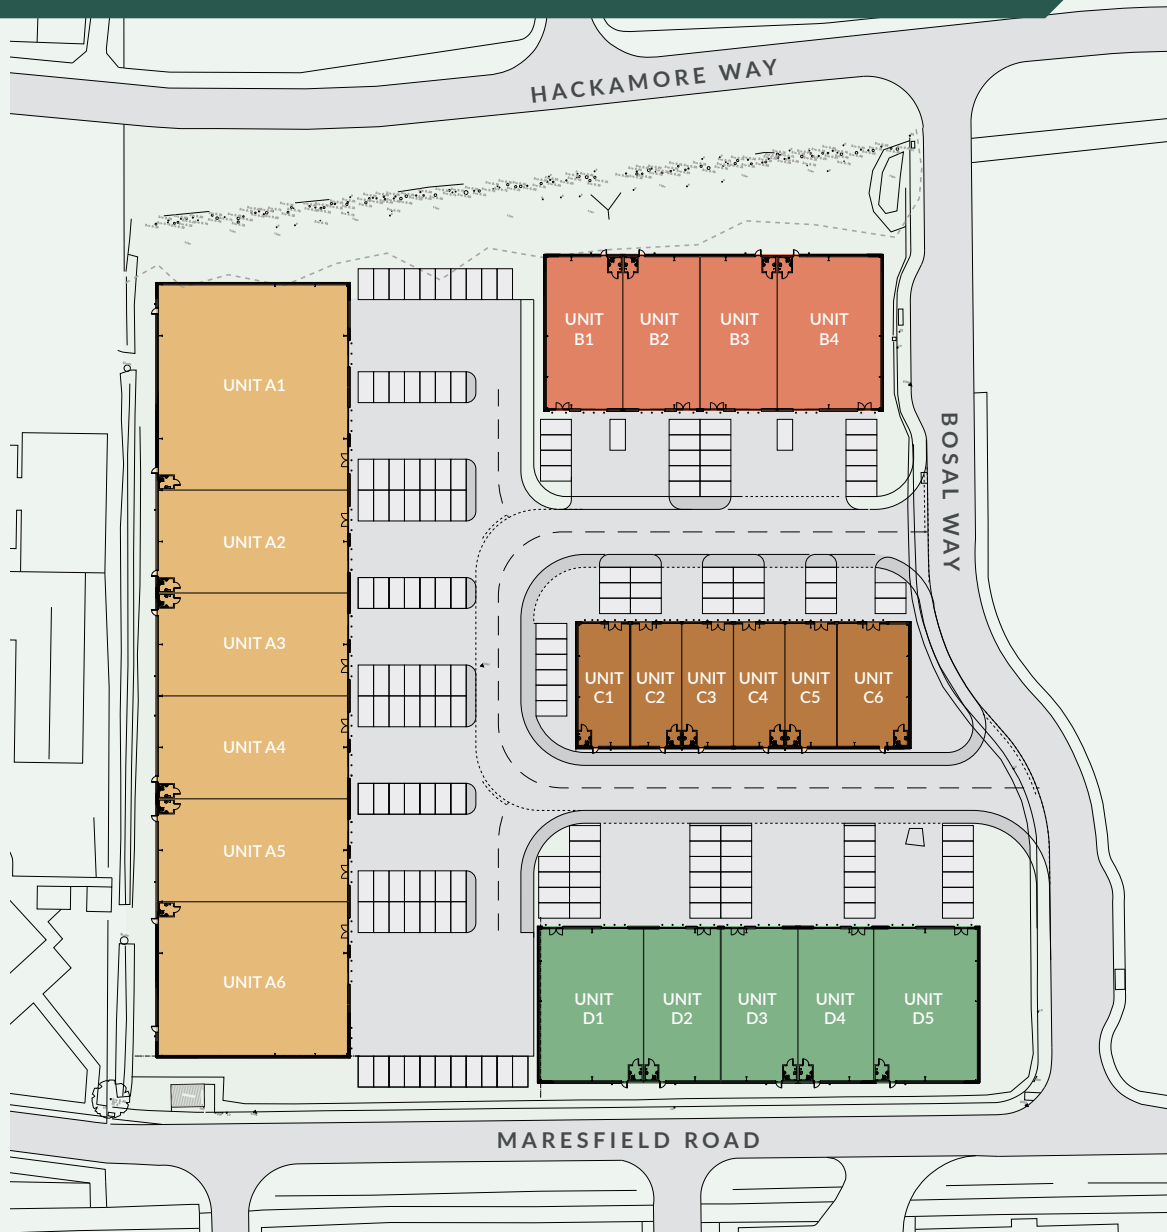 HACKAMORE WAY
UNIT
B1
UNIT
B2
UNIT
B3
UNIT
B4
UNIT A1
BOSAL WAY
UNIT A2
UNIT A3
UNIT
C1
UNIT
C2
UNIT
C3
UNIT
C4
UNIT
C5
UNIT
C6
UNIT A4
UNIT A5
UNIT A6
UNIT
D1
UNIT
D2
UNIT
D3
UNIT
D4
UNIT
D5
MARESFIELD ROAD